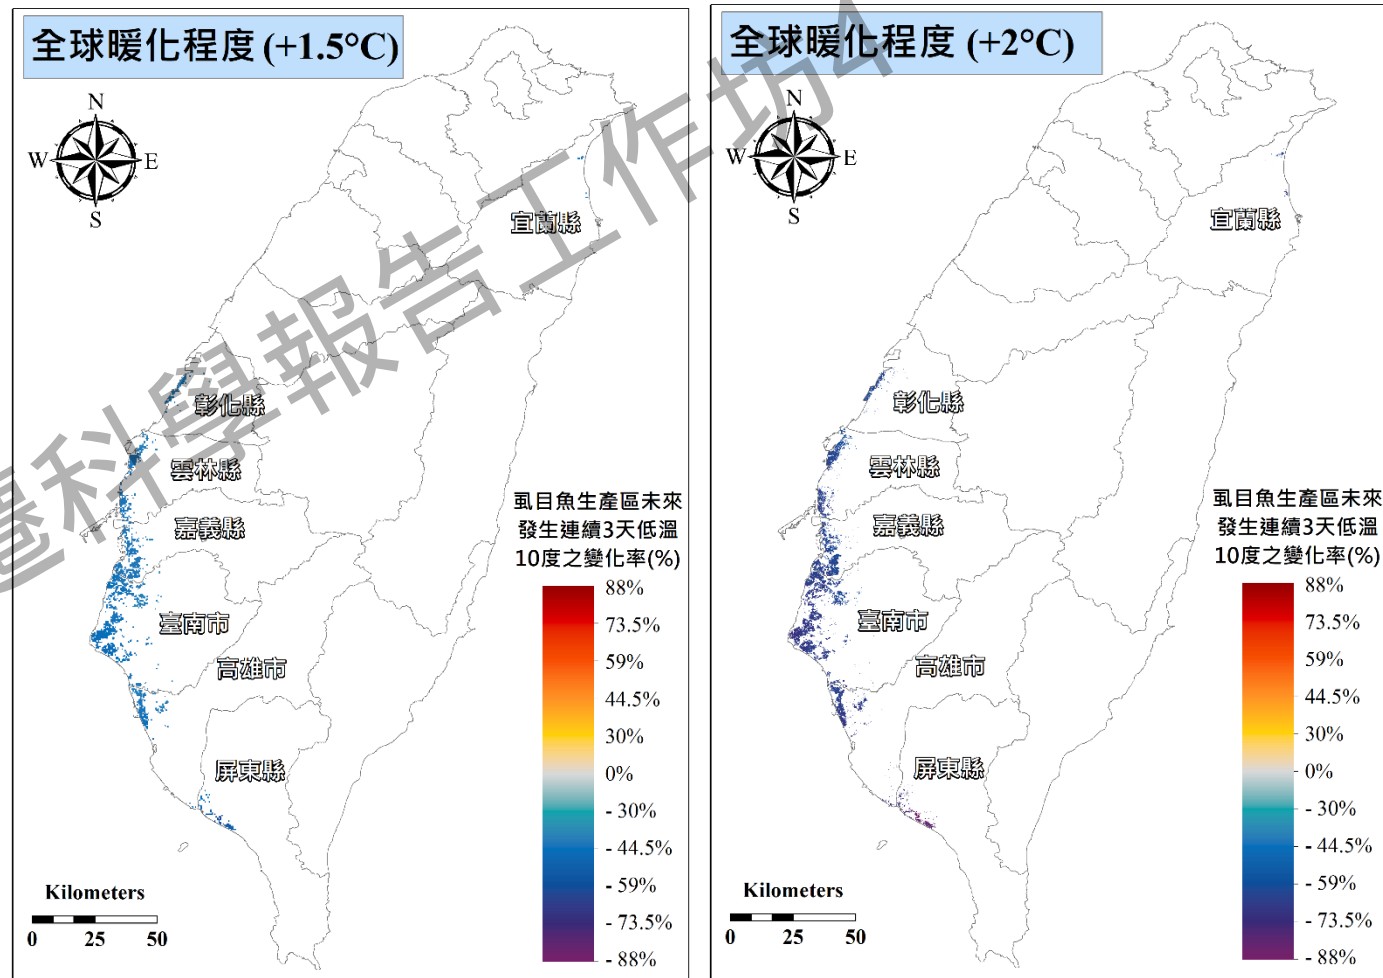 全球暖化程度 (+1.5°C)
N
W
E
S
宜蘭縣
彰化縣
雲林縣
嘉義縣
臺南市
高雄市
屏東縣
虱目魚生產區未來
發生連續3天低溫
10度之變化率(%)
88%
73.5%
59%
44.5%
30%
0%
- 30%
- 44.5%
- 59%
- 73.5%
- 88%
Kilometers
0 25 50
全球暖化程度 (+2°C)
N
W
E
S
宜蘭縣
彰化縣
雲林縣
嘉義縣
臺南市
高雄市
屏東縣
虱目魚生產區未來
發生連續3天低溫
10度之變化率(%)
88%
73.5%
59%
44.5%
30%
0%
- 30%
- 44.5%
- 59%
- 73.5%
- 88%
Kilometers
0 25 50
科學報告工作坊4